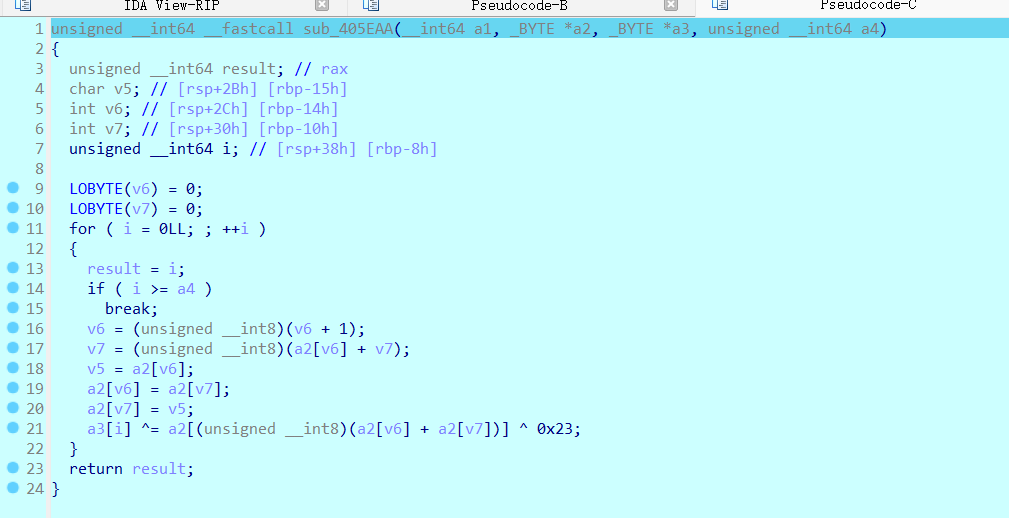 IDA View-RIP Pseudocode-B Pseudocode-C
1 unsigned __int64 __fastcall sub_405EAA(__int64 a1, _BYTE *a2, _BYTE *a3, unsigned __int64 a4)
2 {
3 unsigned __int64 result; // rax
4 char v5; // [rsp+2Bh] [rbp-15h]
5 int v6; // [rsp+2Ch] [rbp-14h]
6 int v7; // [rsp+30h] [rbp-10h]
7 unsigned __int64 i; // [rsp+38h] [rbp-8h]
8
9 LOBYTE(v6) = 0;
10 LOBYTE(v7) = 0;
11 for ( i = 0LL; ; ++i )
12 {
13 result = i;
14 if ( i >= a4 )
15 break;
16 v6 = (unsigned __int8)(v6 + 1);
17 v7 = (unsigned __int8)(a2[v6] + v7);
18 v5 = a2[v6];
19 a2[v6] = a2[v7];
20 a2[v7] = v5;
21 a3[i] ^= a2[(unsigned __int8)(a2[v6] + a2[v7])] ^ 0x23;
22 }
23 return result;
24 }